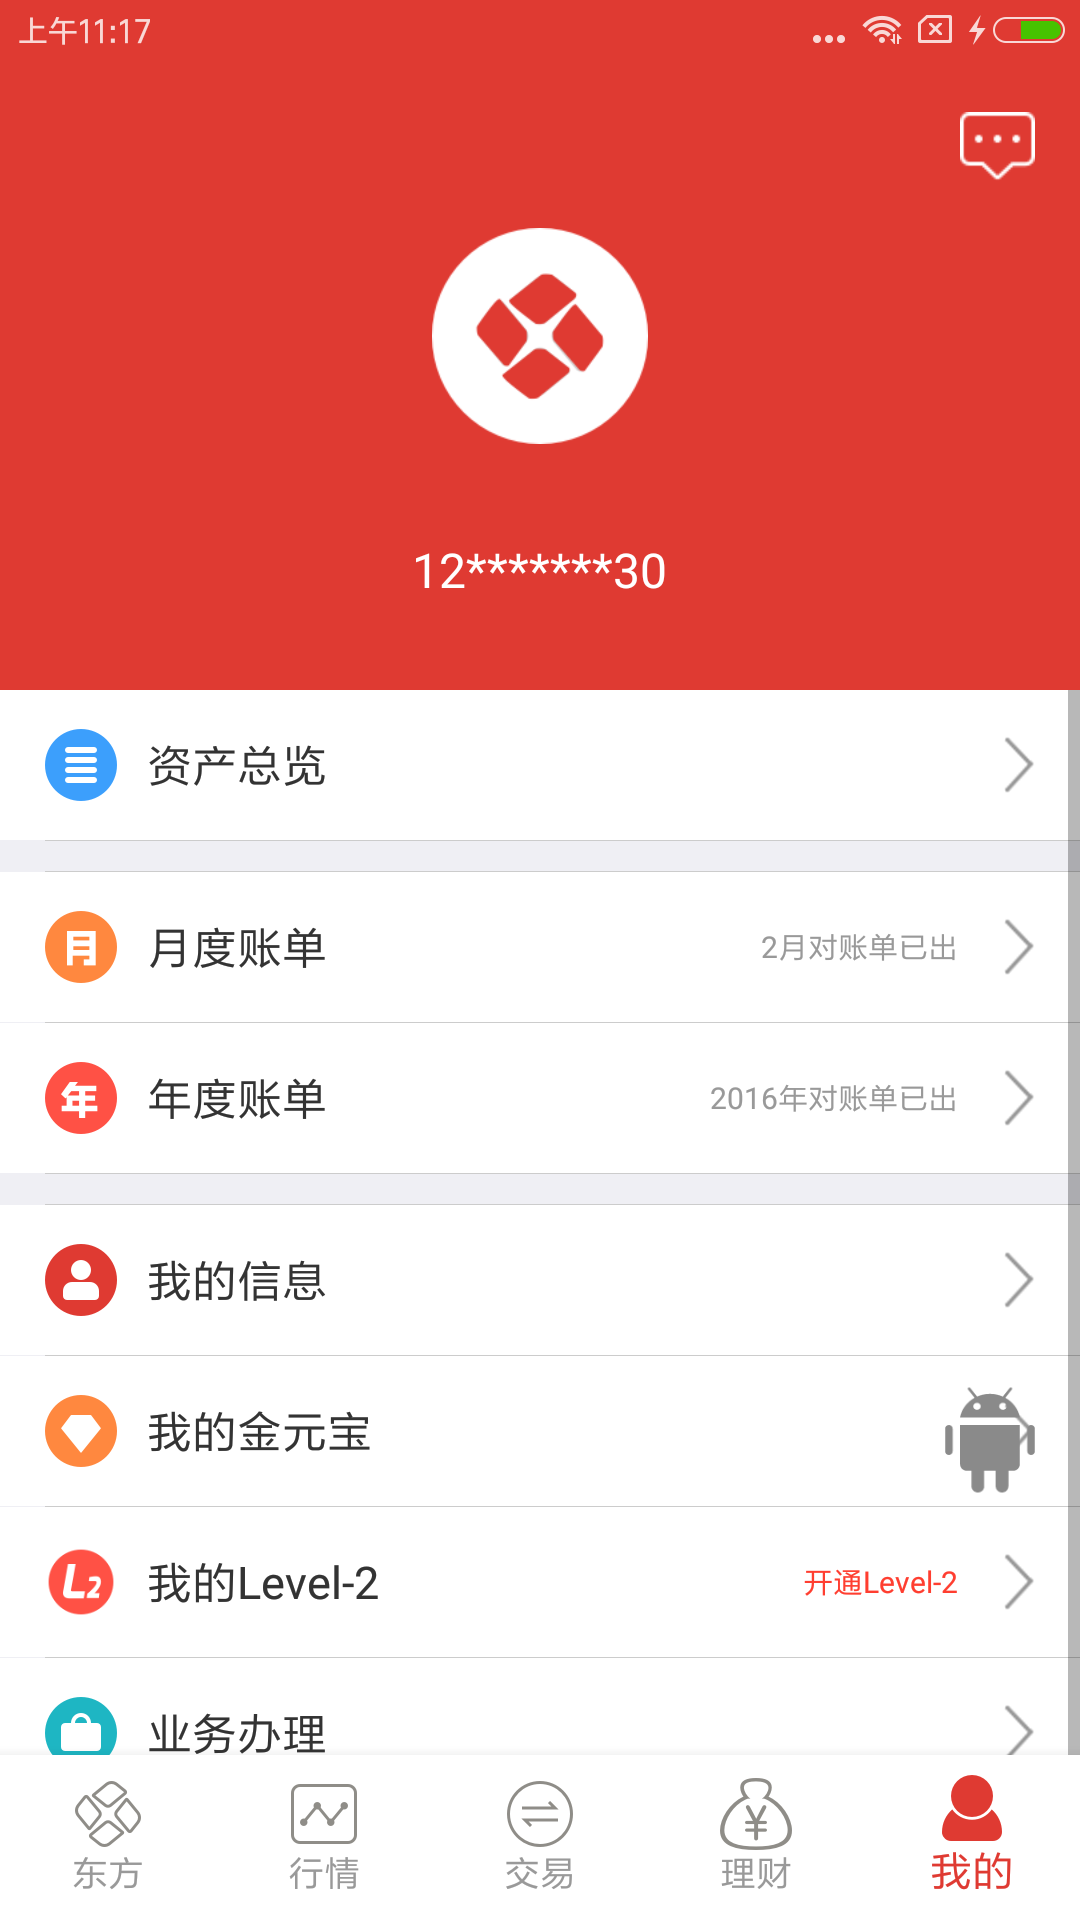 上午11:17
12*******30
资产总览
月 月度账单 2月对账单已出
年 年度账单 2016年对账单已出
我的信息
我的金元宝
L2 我的Level-2 开通Level-2
业务办理
东方 行情 交易 理财 我的